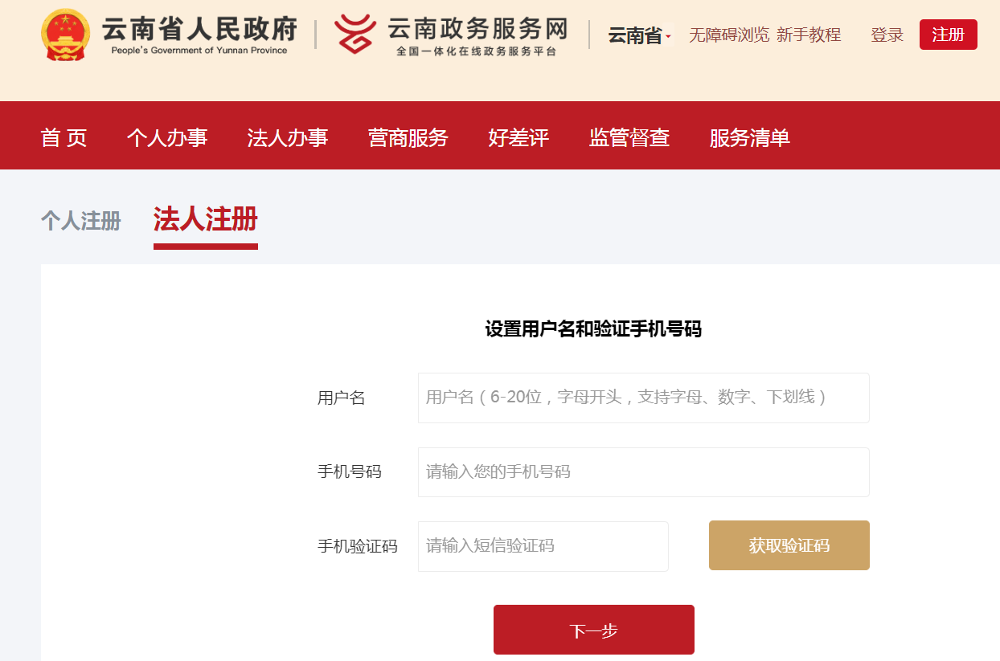 云南省人民政府
People's Government of Yunnan Province
云南政务服务网
全国一体化在线政务服务平台
云南省 无障碍浏览 新手教程 登录 注册
首页 个人办事 法人办事 营商服务 好差评 监管督查 服务清单
个人注册 法人注册
设置用户名和验证手机号码
用户名 用户名（6-20位，字母开头，支持字母、数字、下划线）
手机号码 请输入您的手机号码
手机验证码 请输入短信验证码 获取验证码
下一步